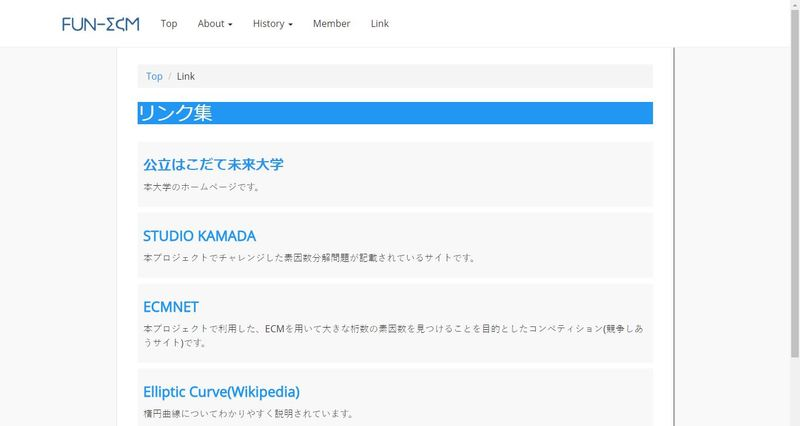 FUN-ΣCM Top About History Member Link
Top / Link
リンク集
公立はこだて未来大学
本大学のホームページです。
STUDIO KAMADA
本プロジェクトでチャレンジした素因数分解問題が記載されているサイトです。
ECMNET
本プロジェクトで利用した、ECMを用いて大きな桁数の素因数を見つけることを目的としたコンペティション(競争しあ
うサイト)です。
Elliptic Curve(Wikipedia)
楕円曲線についてわかりやすく説明されています。